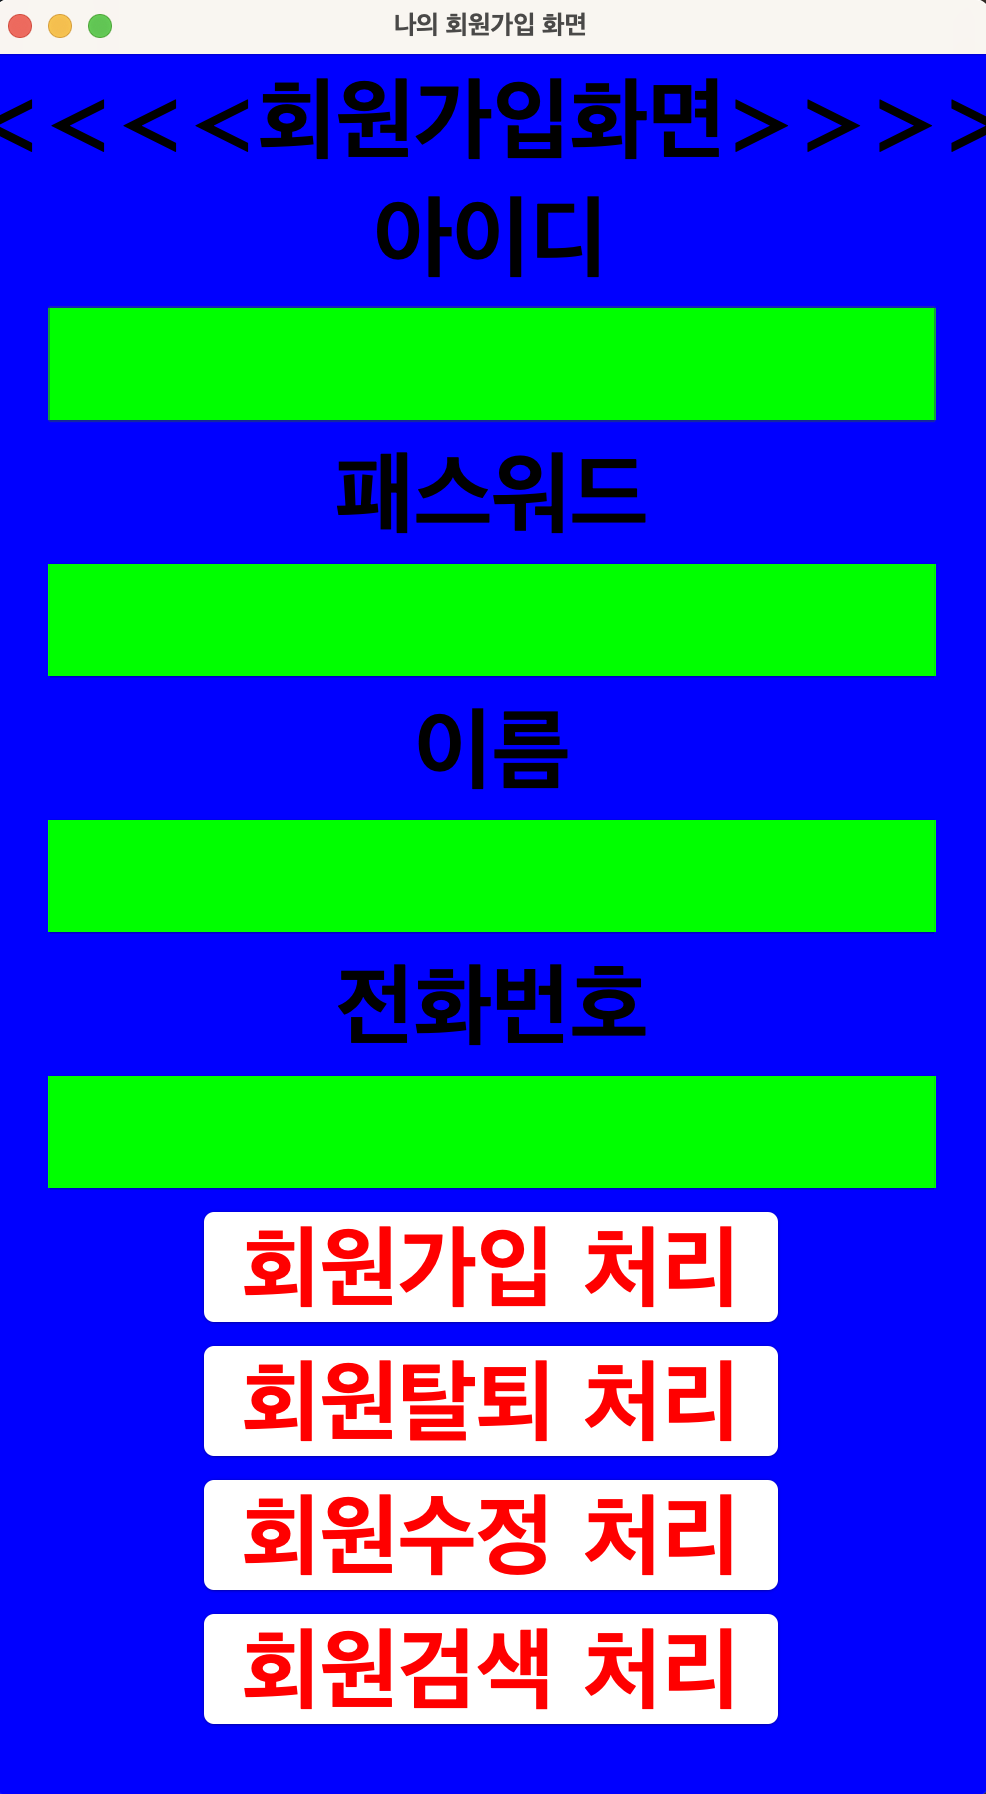 나의 회원가입 화면
<<<<회원가입화면>>>>
아이디
패스워드
이름
전화번호
회원가입 처리
회원탈퇴 처리
회원수정 처리
회원검색 처리